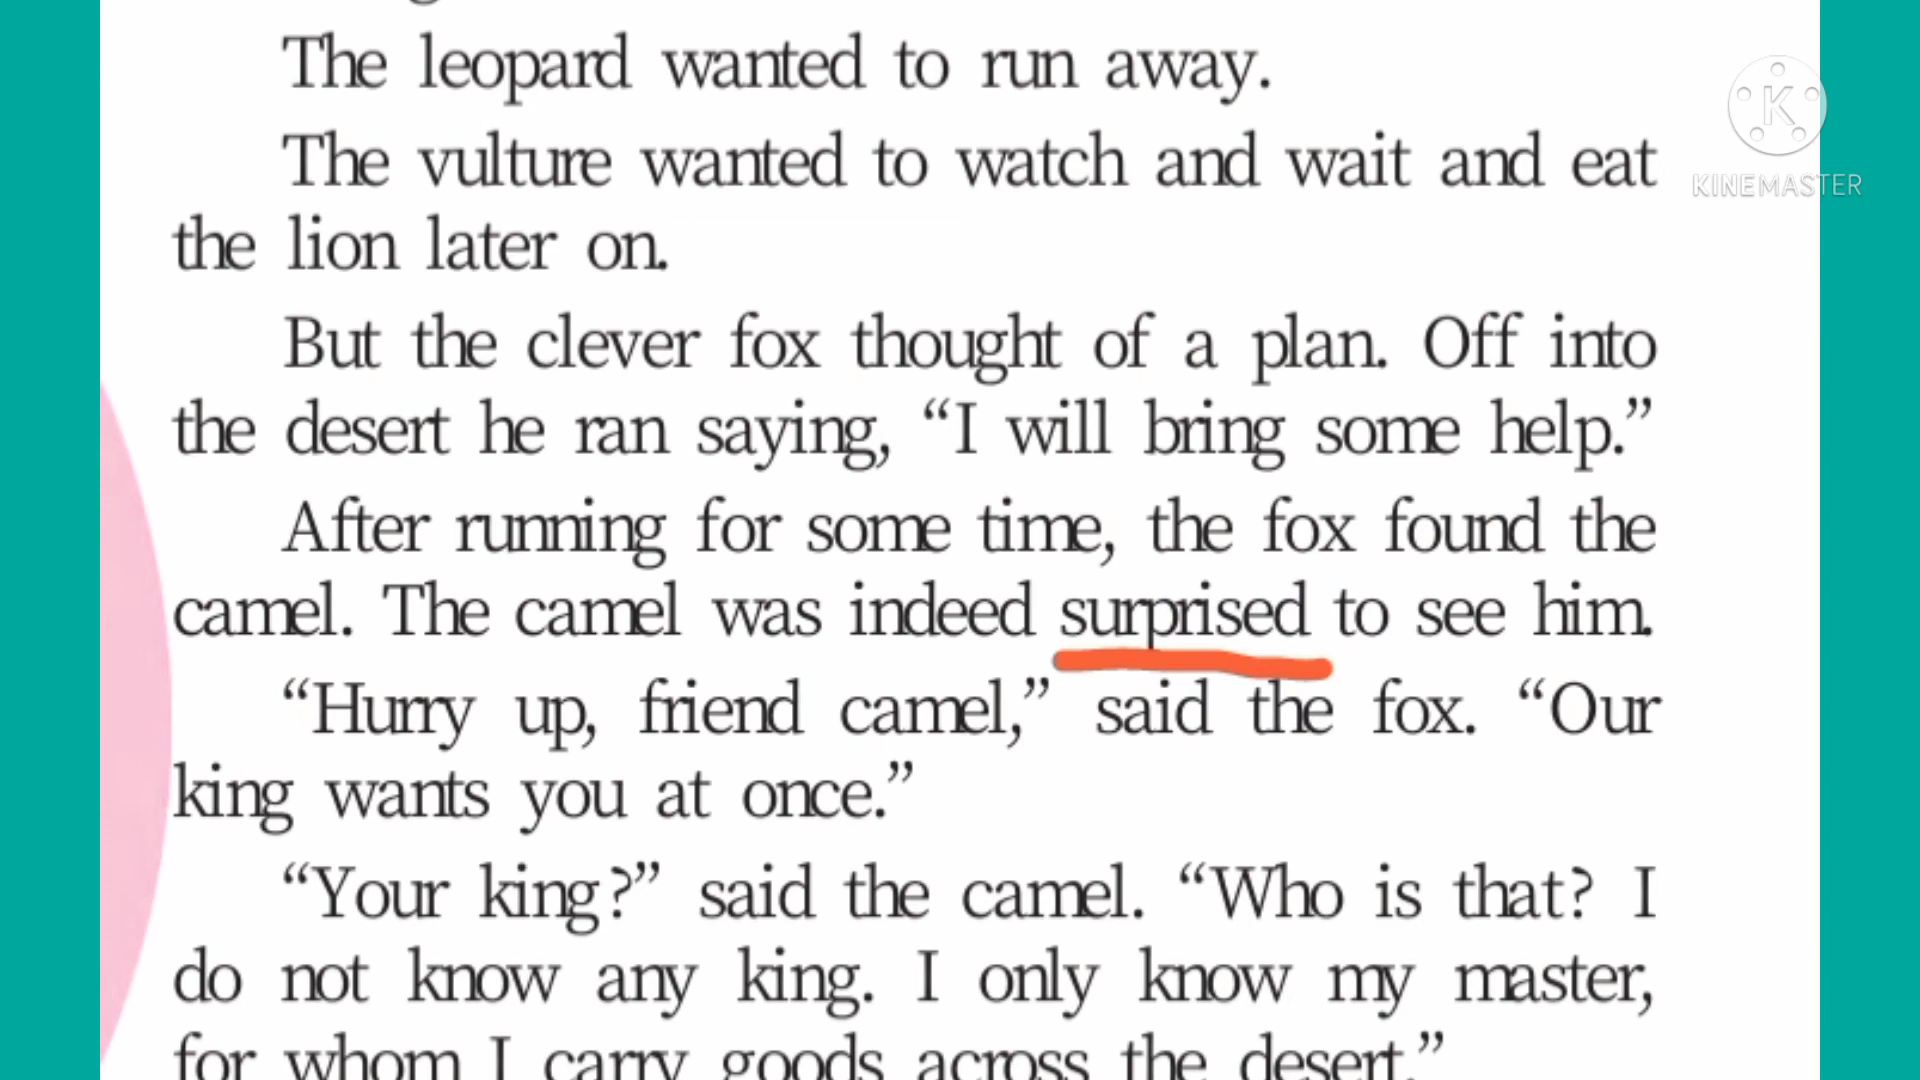 The leopard wanted to run away.
The vulture wanted to watch and wait and eat
the lion later on.
But the clever fox thought of a plan. Off into
the desert he ran saying, “I will bring some help.”
After running for some time, the fox found the
camel. The camel was indeed surprised to see him.
“Hurry up, friend camel,” said the fox. “Our
king wants you at once.”
“Your king?” said the camel. “Who is that? I
do not know any king. I only know my master,
for whom I carry goods across the desert.”
K
KINEMASTER